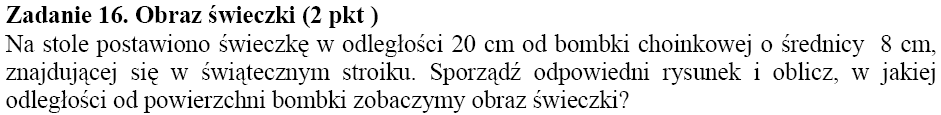 Zadanie 16. Obraz świeczki (2 pkt )
Na stole postawiono świeczkę w odległości 20 cm od bombki choinkowej o średnicy 8 cm,
znajdującej się w świątecznym stroiku. Sporządź odpowiedni rysunek i oblicz, w jakiej
odległości od powierzchni bombki zobaczymy obraz świeczki?